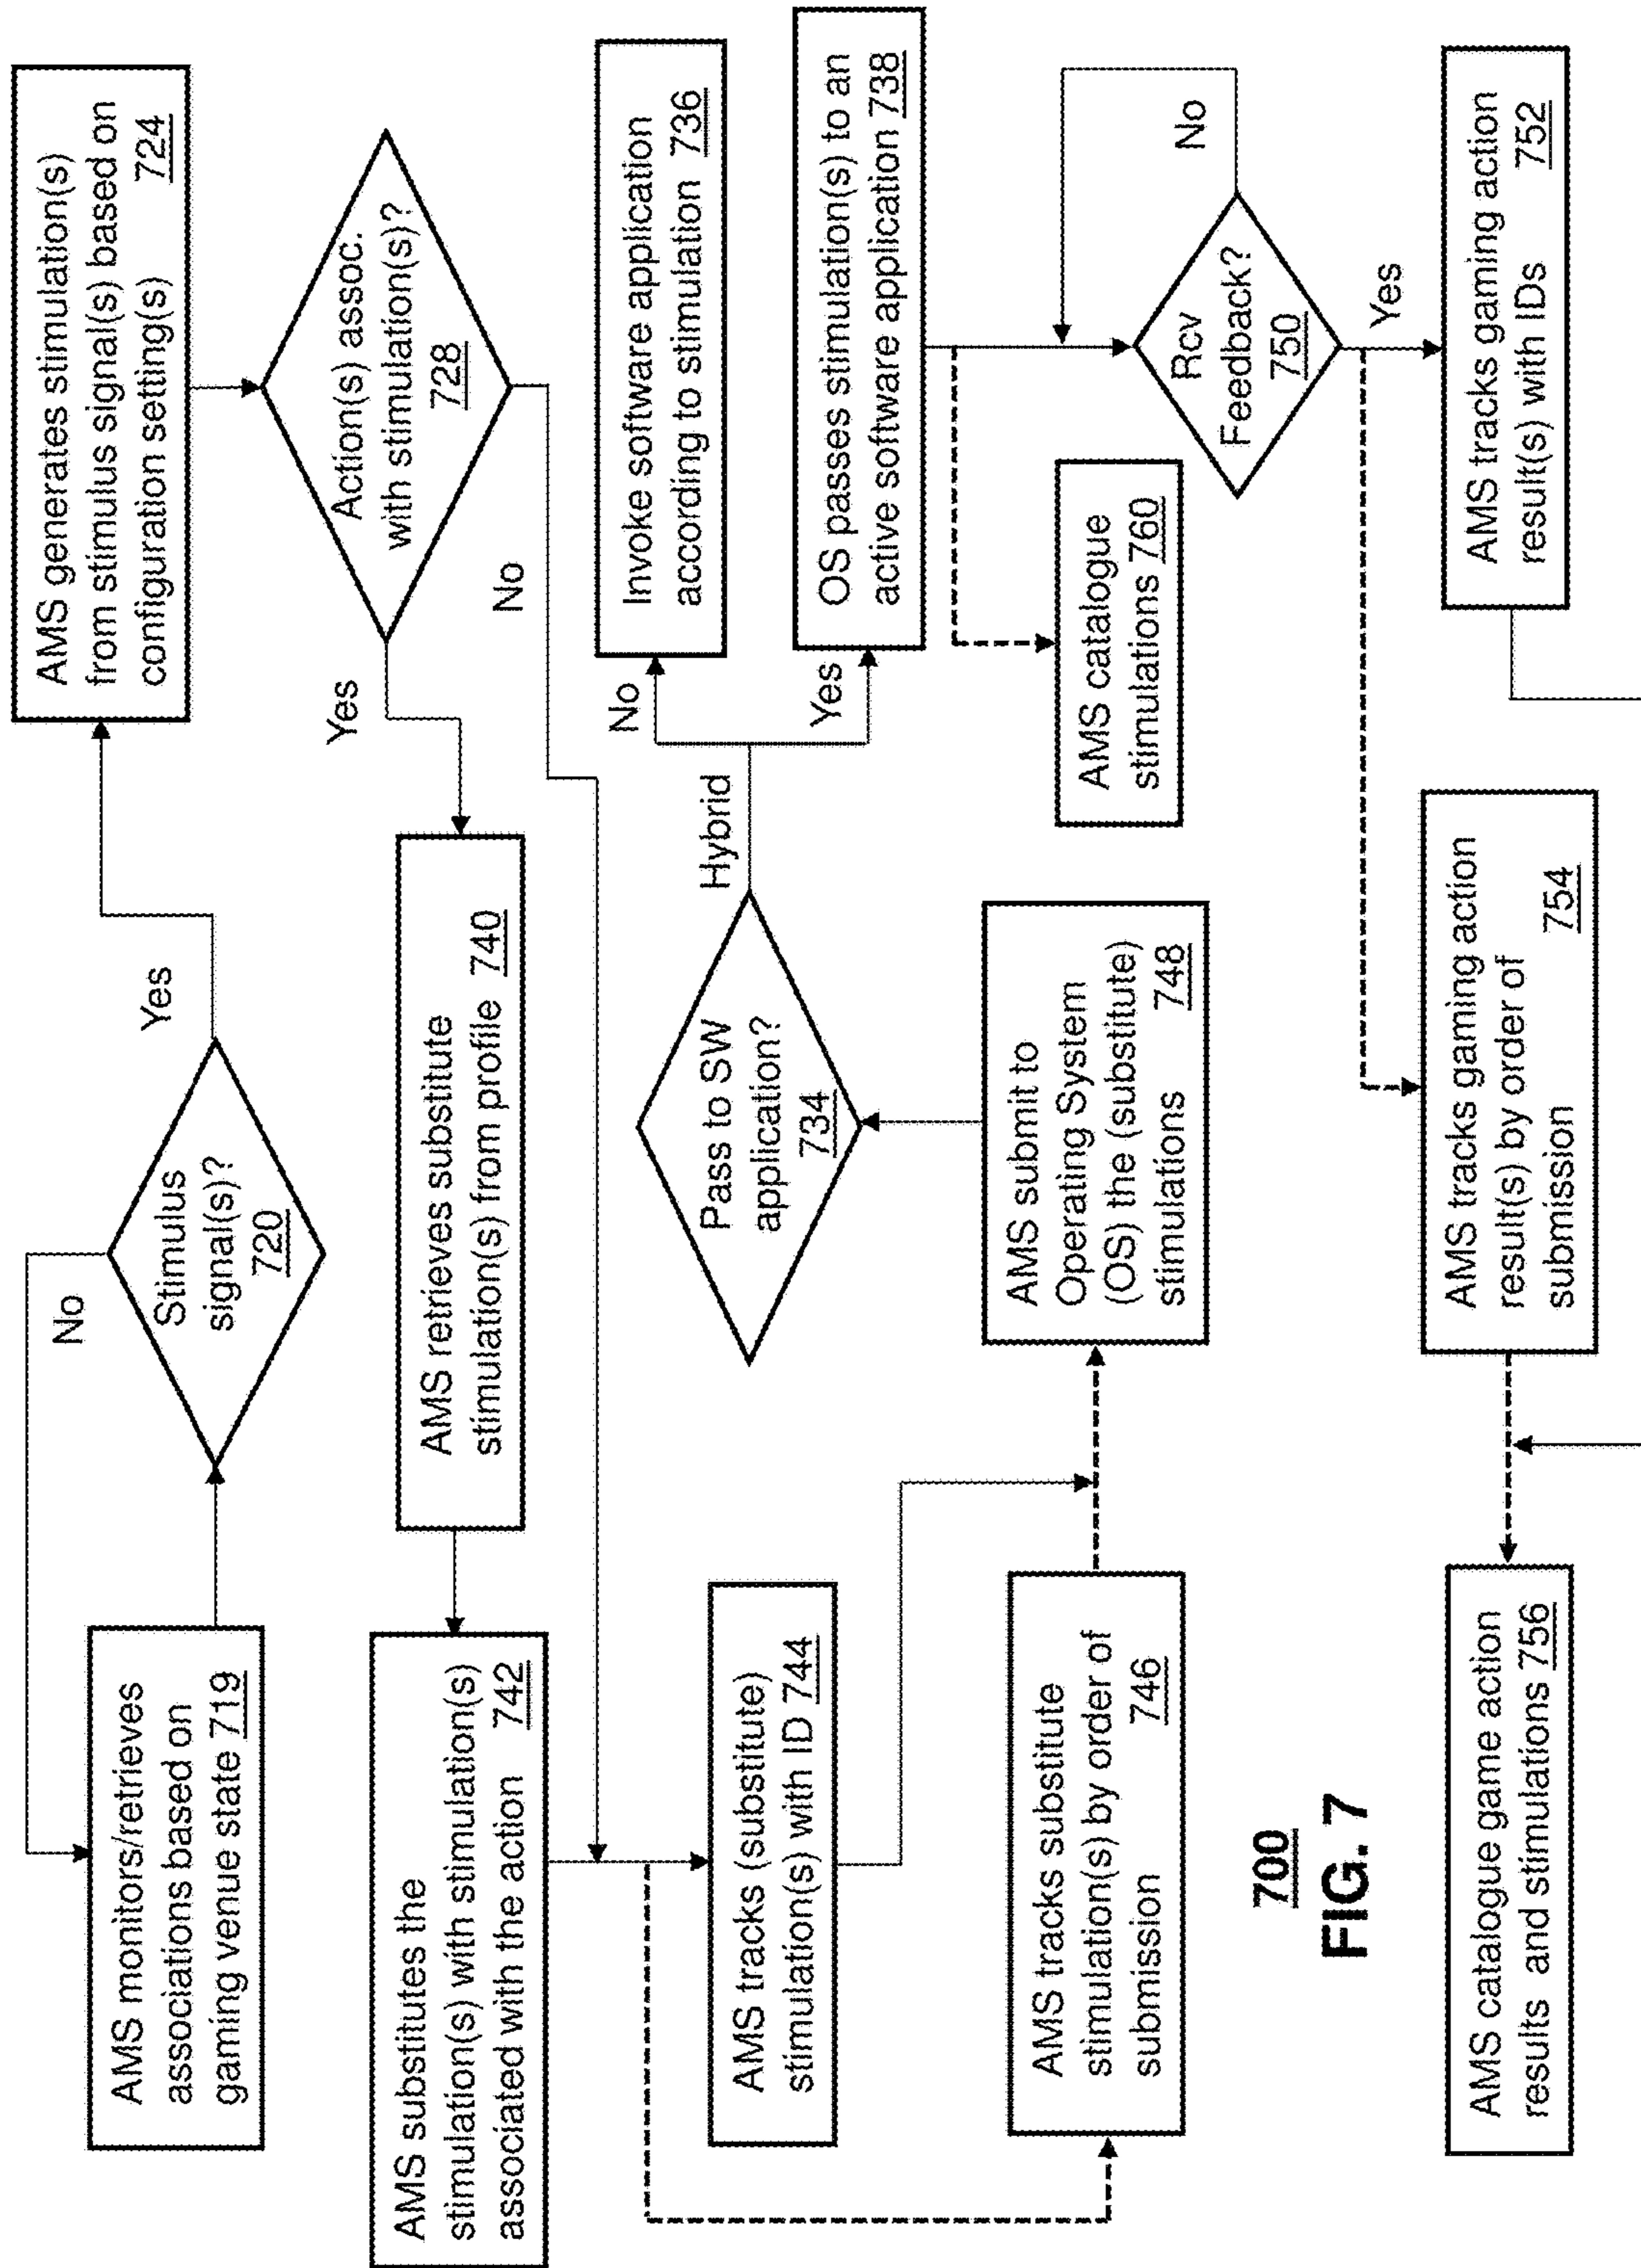 AMS monitors/retrieves
associations based on
gaming venue state 719
No
Stimulus
signal(s)?
720
Yes
AMS generates stimulation(s)
from stimulus signal(s) based on
configuration setting(s) 724
Action(s) assoc.
with stimulation(s)?
728
Yes
No
AMS retrieves substitute
stimulation(s) from profile 740
AMS substitutes the
stimulation(s) with stimulation(s)
associated with the action 742
AMS tracks (substitute)
stimulation(s) with ID 744
AMS tracks substitute
stimulation(s) by order of
submission 746
AMS submit to
Operating System
(OS) the (substitute)
stimulations 748
Pass to SW
application?
734
Hybrid
No
Yes
Invoke software application
according to stimulation 736
OS passes stimulation(s) to an
active software application 738
AMS catalogue
stimulations 760
Rcv
Feedback?
750
No
Yes
AMS tracks gaming action
result(s) with IDs 752
AMS tracks gaming action
result(s) by order of
submission 754
AMS catalogue game action
results and stimulations 756
700
FIG. 7